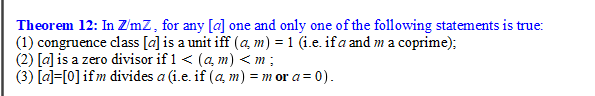 Theorem 12: In Z/mZ, for any [a] one and only one of the following statements is true:
(1) congruence class [a] is a unit iff (a, m) = 1 (i.e. if a and m a coprime);
(2) [a] is a zero divisor if 1 < (a, m) < m ;
(3) [a]=[0] if m divides a (i.e. if (a, m) = m or a = 0).